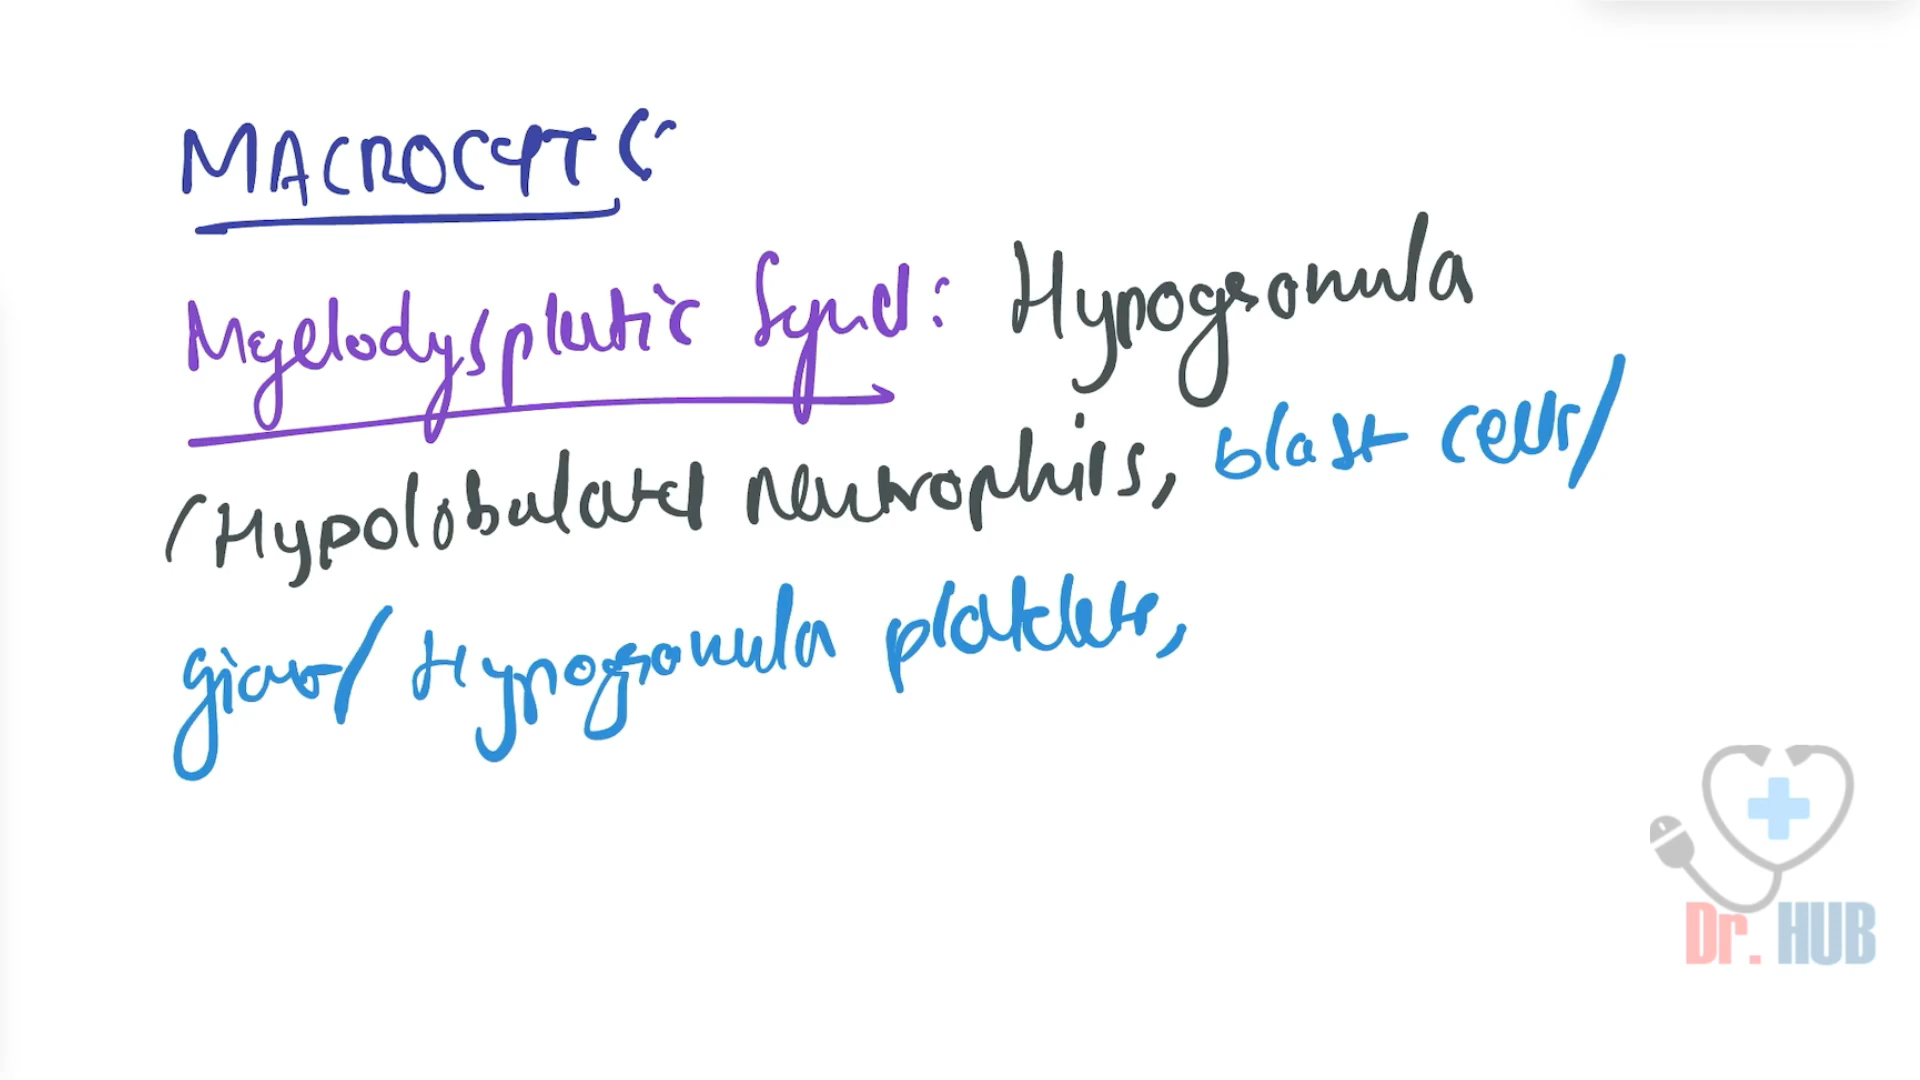 MACROCYTIC
Myelodysplastic Synd: Hypogranula
/Hypolobulated neutrophils, blast cells/
giant/ Hypogranula platelets,
Dr. HUB